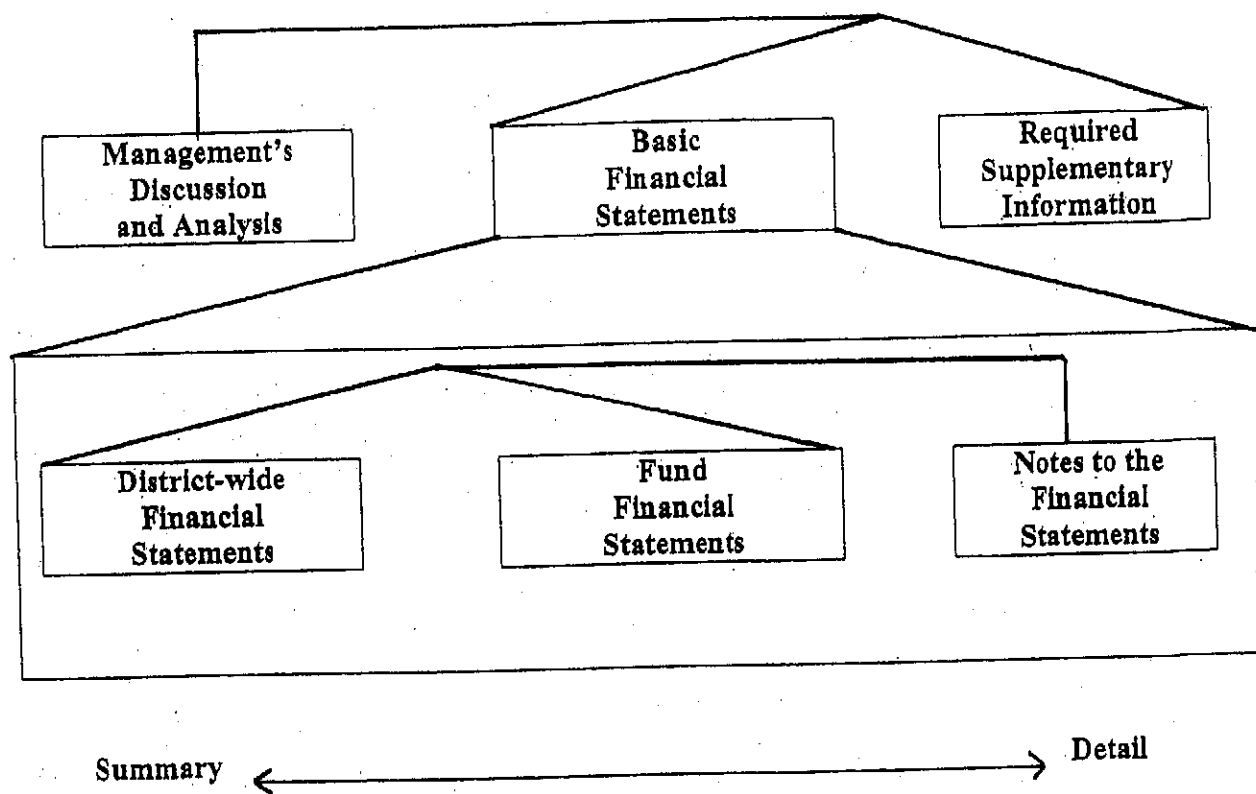 Management's
Discussion
and Analysis
Basic
Financial
Statements
Required
Supplementary
Information
District-wide
Financial
Statements
Fund
Financial
Statements
Notes to the
Financial
Statements
Summary
Detail